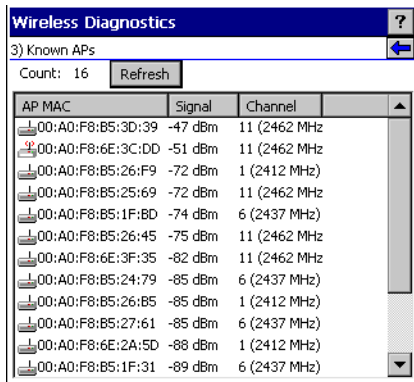 Wireless Diagnostics ?
3) Known APs
Count: 16 Refresh
AP MAC Signal Channel
00:A0:F8:B5:3D:39 -47 dBm 11 (2462 MHz
00:A0:F8:6E:3C:DD -51 dBm 11 (2462 MHz
00:A0:F8:B5:26:F9 -72 dBm 1 (2412 MHz)
00:A0:F8:B5:25:69 -72 dBm 11 (2462 MHz
00:A0:F8:B5:1F:BD -74 dBm 6 (2437 MHz)
00:A0:F8:B5:26:45 -75 dBm 11 (2462 MHz
00:A0:F8:6E:3F:35 -82 dBm 11 (2462 MHz
00:A0:F8:B5:24:79 -85 dBm 6 (2437 MHz)
00:A0:F8:B5:26:B5 -85 dBm 1 (2412 MHz)
00:A0:F8:B5:27:61 -85 dBm 6 (2437 MHz)
00:A0:F8:6E:2A:5D -88 dBm 1 (2412 MHz)
00:A0:F8:B5:1F:31 -89 dBm 6 (2437 MHz)